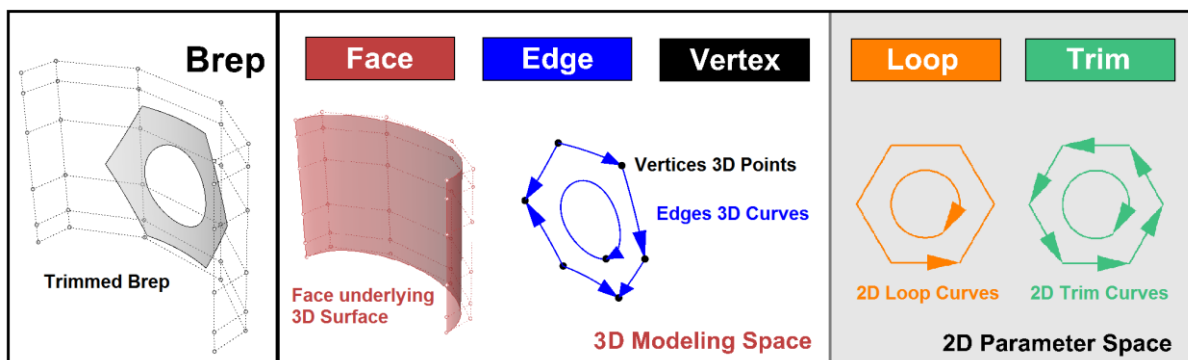 Brep
Trimmed Brep
Face
Edge
Vertex
Vertices 3D Points
Edges 3D Curves
Face underlying
3D Surface
3D Modeling Space
Loop
Trim
2D Loop Curves
2D Trim Curves
2D Parameter Space